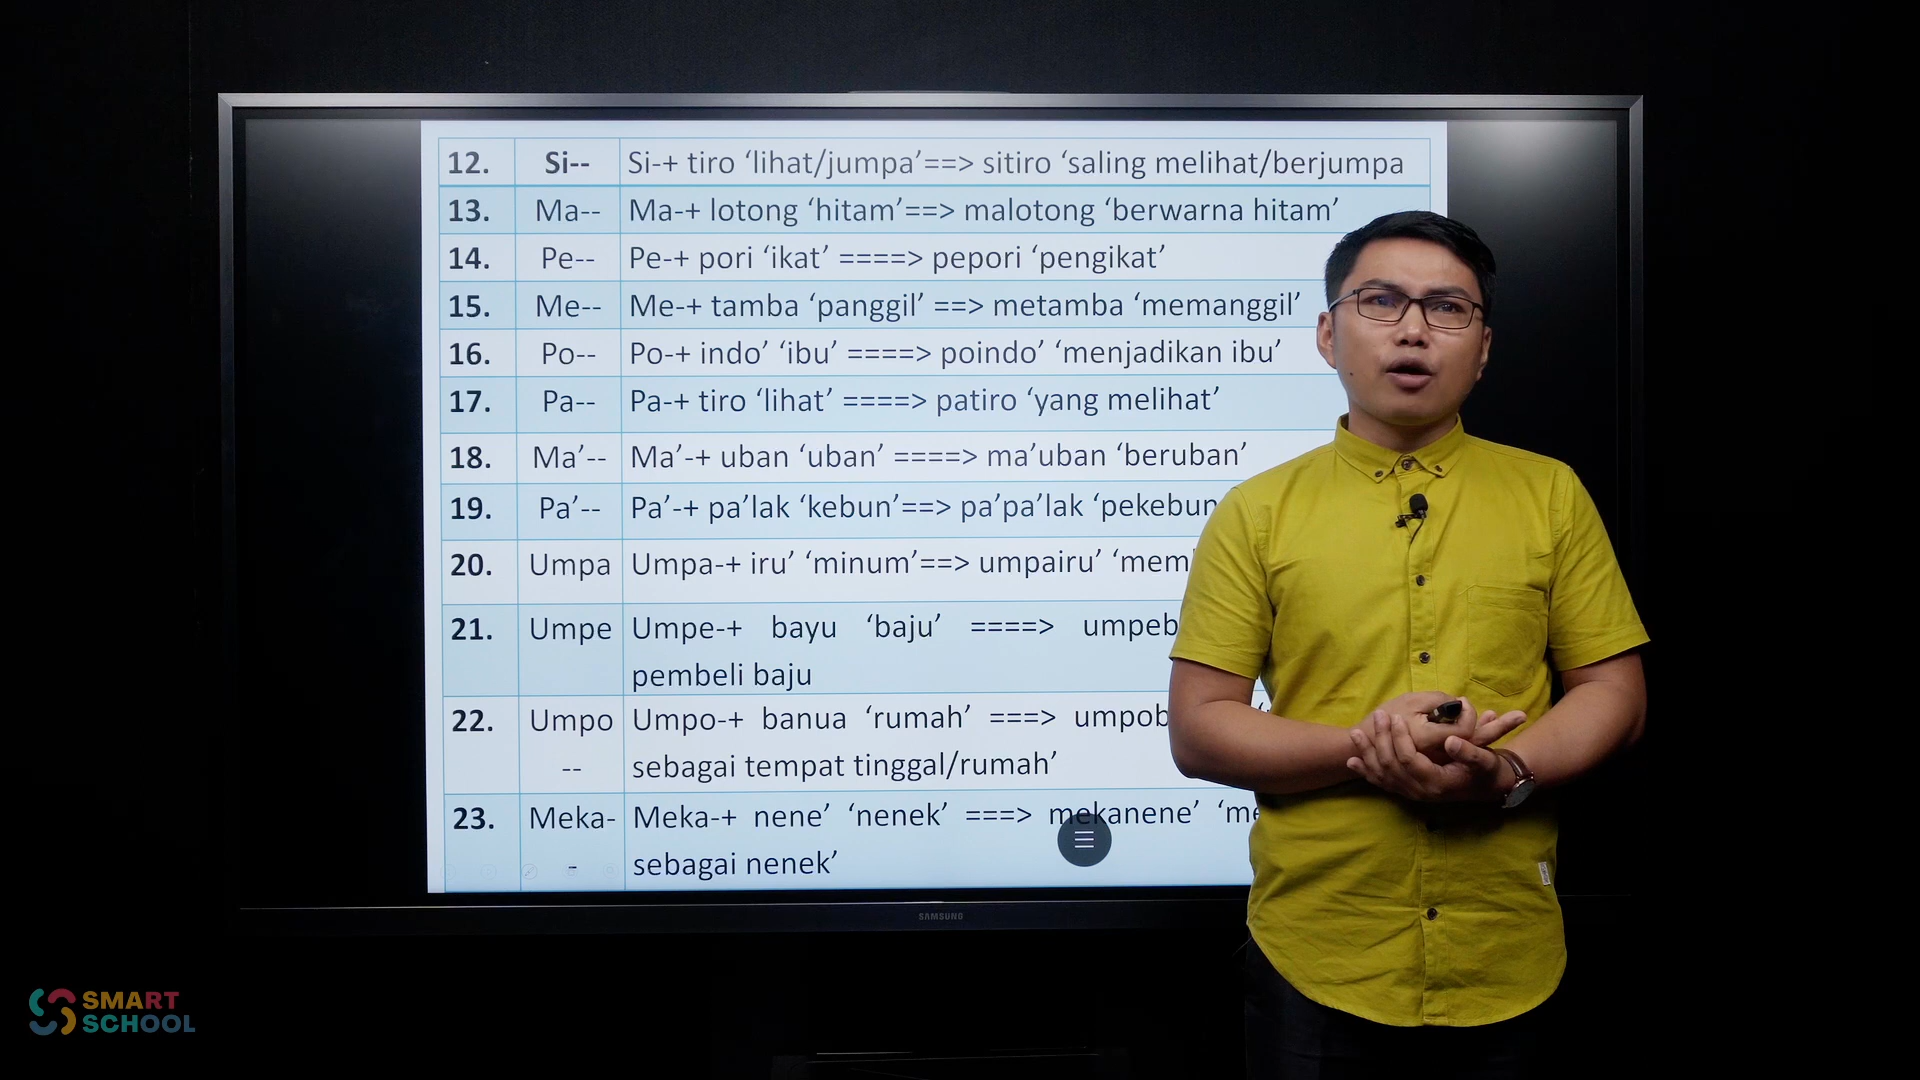 12. Si-- Si-+ tiro ‘lihat/jumpa’==> sitiro ‘saling melihat/berjumpa
13. Ma-- Ma-+ lotong ‘hitam’==> malotong ‘berwarna hitam’
14. Pe-- Pe-+ pori ‘ikat’ ====> pepori ‘pengikat’
15. Me-- Me-+ tamba ‘panggil’ ==> metamba ‘memanggil’
16. Po-- Po-+ indo’ ‘ibu’ ====> poindo’ ‘menjadikan ibu’
17. Pa-- Pa-+ tiro ‘lihat’ ====> patiro ‘yang melihat’
18. Ma’-- Ma’-+ uban ‘uban’ ====> ma’uban ‘beruban’
19. Pa’-- Pa’-+ pa’lak ‘kebun’==> pa’pa’lak ‘pekebun
20. Umpa Umpa-+ iru’ ‘minum’==> umpairu’
21. Umpe Umpe-+ bayu ‘baju’ ====>
pembeli baju
22. Umpo Umpo-+ banua ‘rumah’ ===>
-- sebagai tempat tinggal/rumah’
23. Meka- Meka-+ nene’ ‘nenek’ ===> mekanene’
- sebagai nenek’
SAMSUNG
SMART
SCHOOL